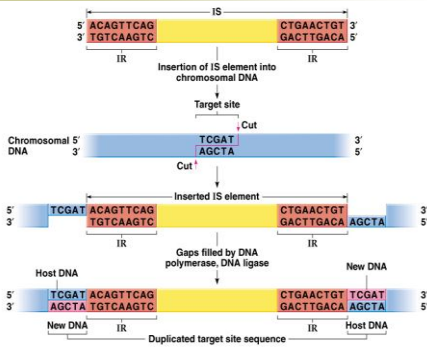 IS
5′ ACAGTTCAG CTGAACTGT 3′
3′ TGTCAAGTC GACTTGACA 5′
IR IR
Insertion of IS element into
chromosomal DNA
Target site
Cut
Chromosomal 5′ TCGAT 3′
DNA 3′ AGCTA 5′
Cut
Inserted IS element
5′ TCGAT ACAGTTCAG CTGAACTGT 3′
3′ TGTCAAGTC GACTTGACA AGCTA 5′
IR IR
Gaps filled by DNA
polymerase, DNA ligase
Host DNA New DNA
5′ TCGAT ACAGTTCAG CTGAACTGT TCGAT 3′
3′ AGCTA TGTCAAGTC GACTTGACA AGCTA 5′
New DNA IR IR Host DNA
Duplicated target site sequence